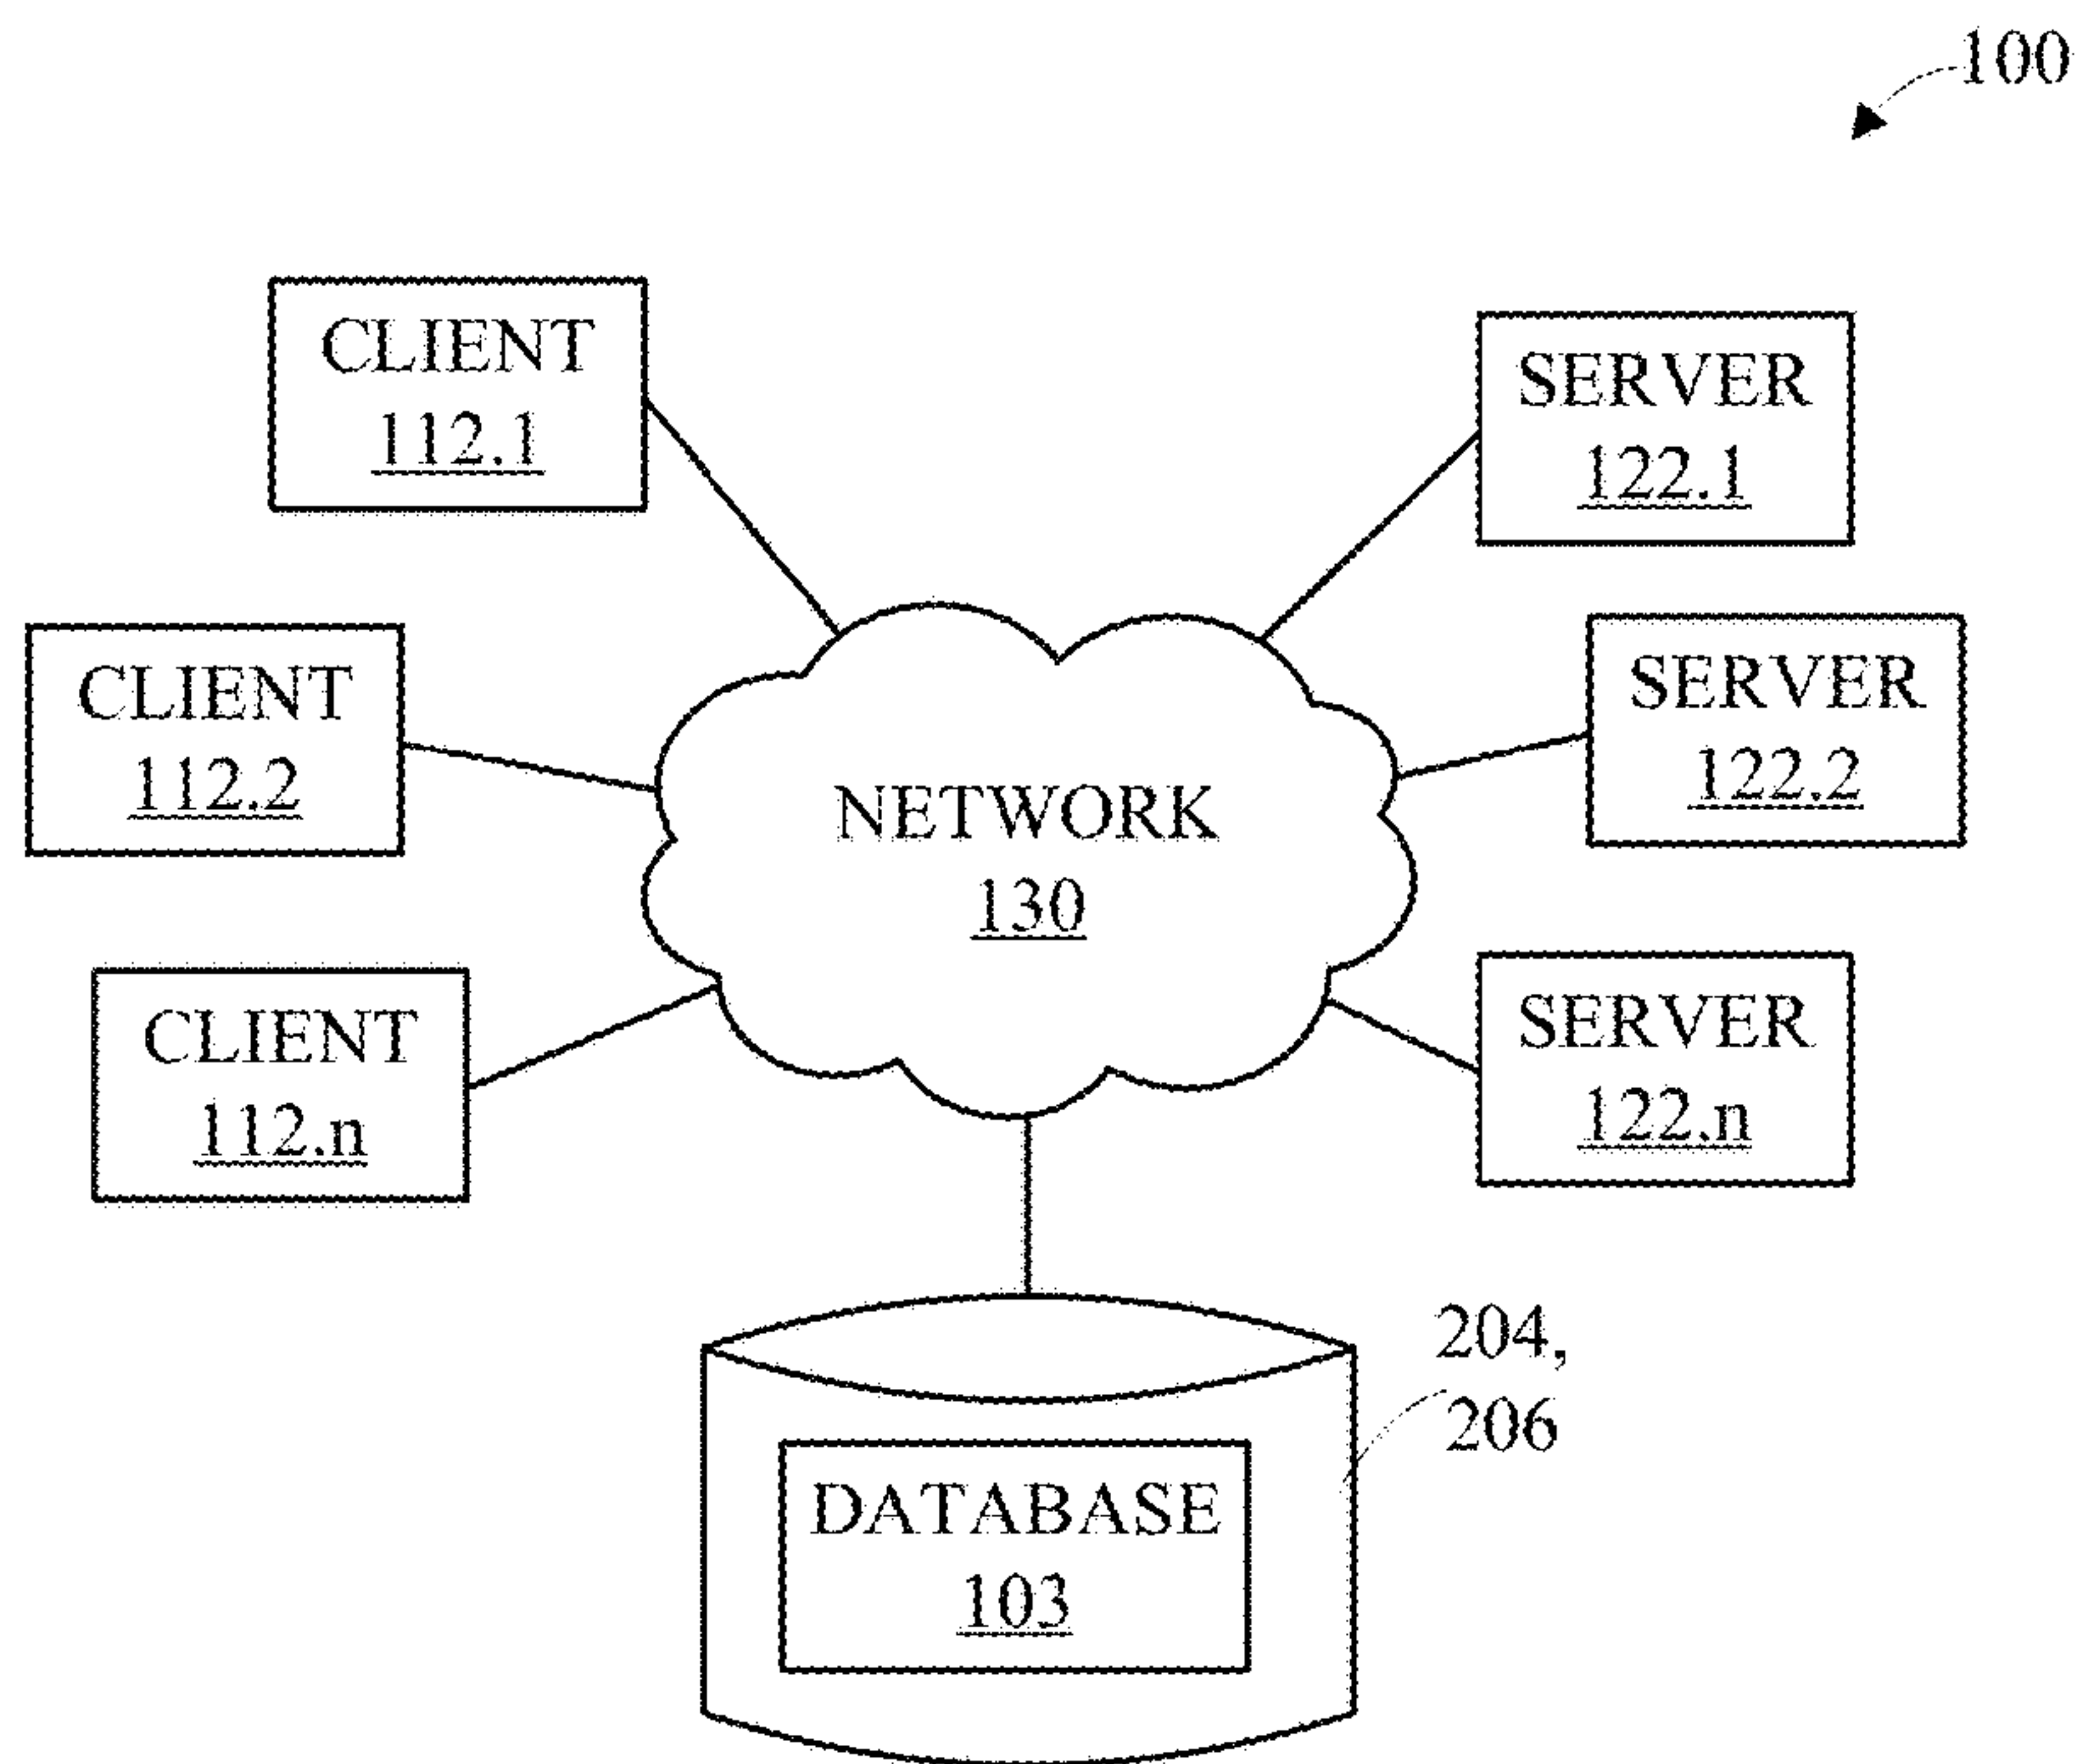 100
CLIENT
112.1
SERVER
122.1
CLIENT
112.2
SERVER
122.2
NETWORK
130
CLIENT
112.n
SERVER
122.n
204,
206
DATABASE
103